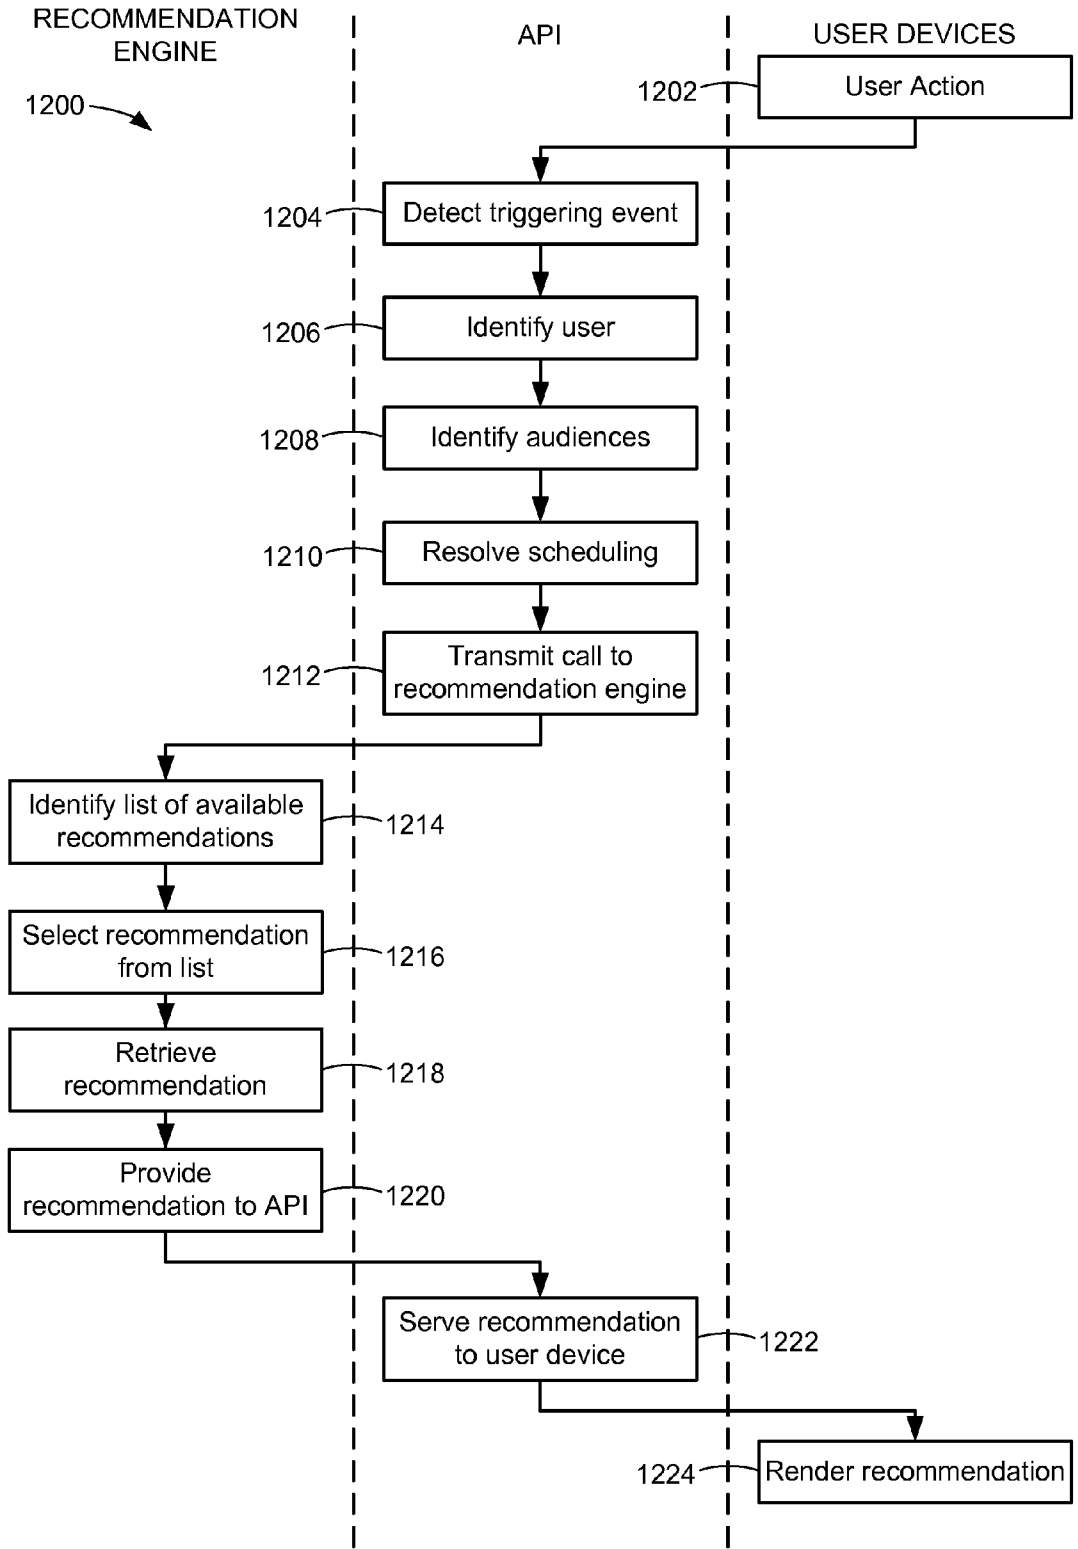 RECOMMENDATION
ENGINE
API
USER DEVICES
1200
1202
User Action
1204
Detect triggering event
1206
Identify user
1208
Identify audiences
1210
Resolve scheduling
1212
Transmit call to
recommendation engine
Identify list of available
recommendations
1214
Select recommendation
from list
1216
Retrieve
recommendation
1218
Provide
recommendation to API
1220
Serve recommendation
to user device
1222
1224
Render recommendation